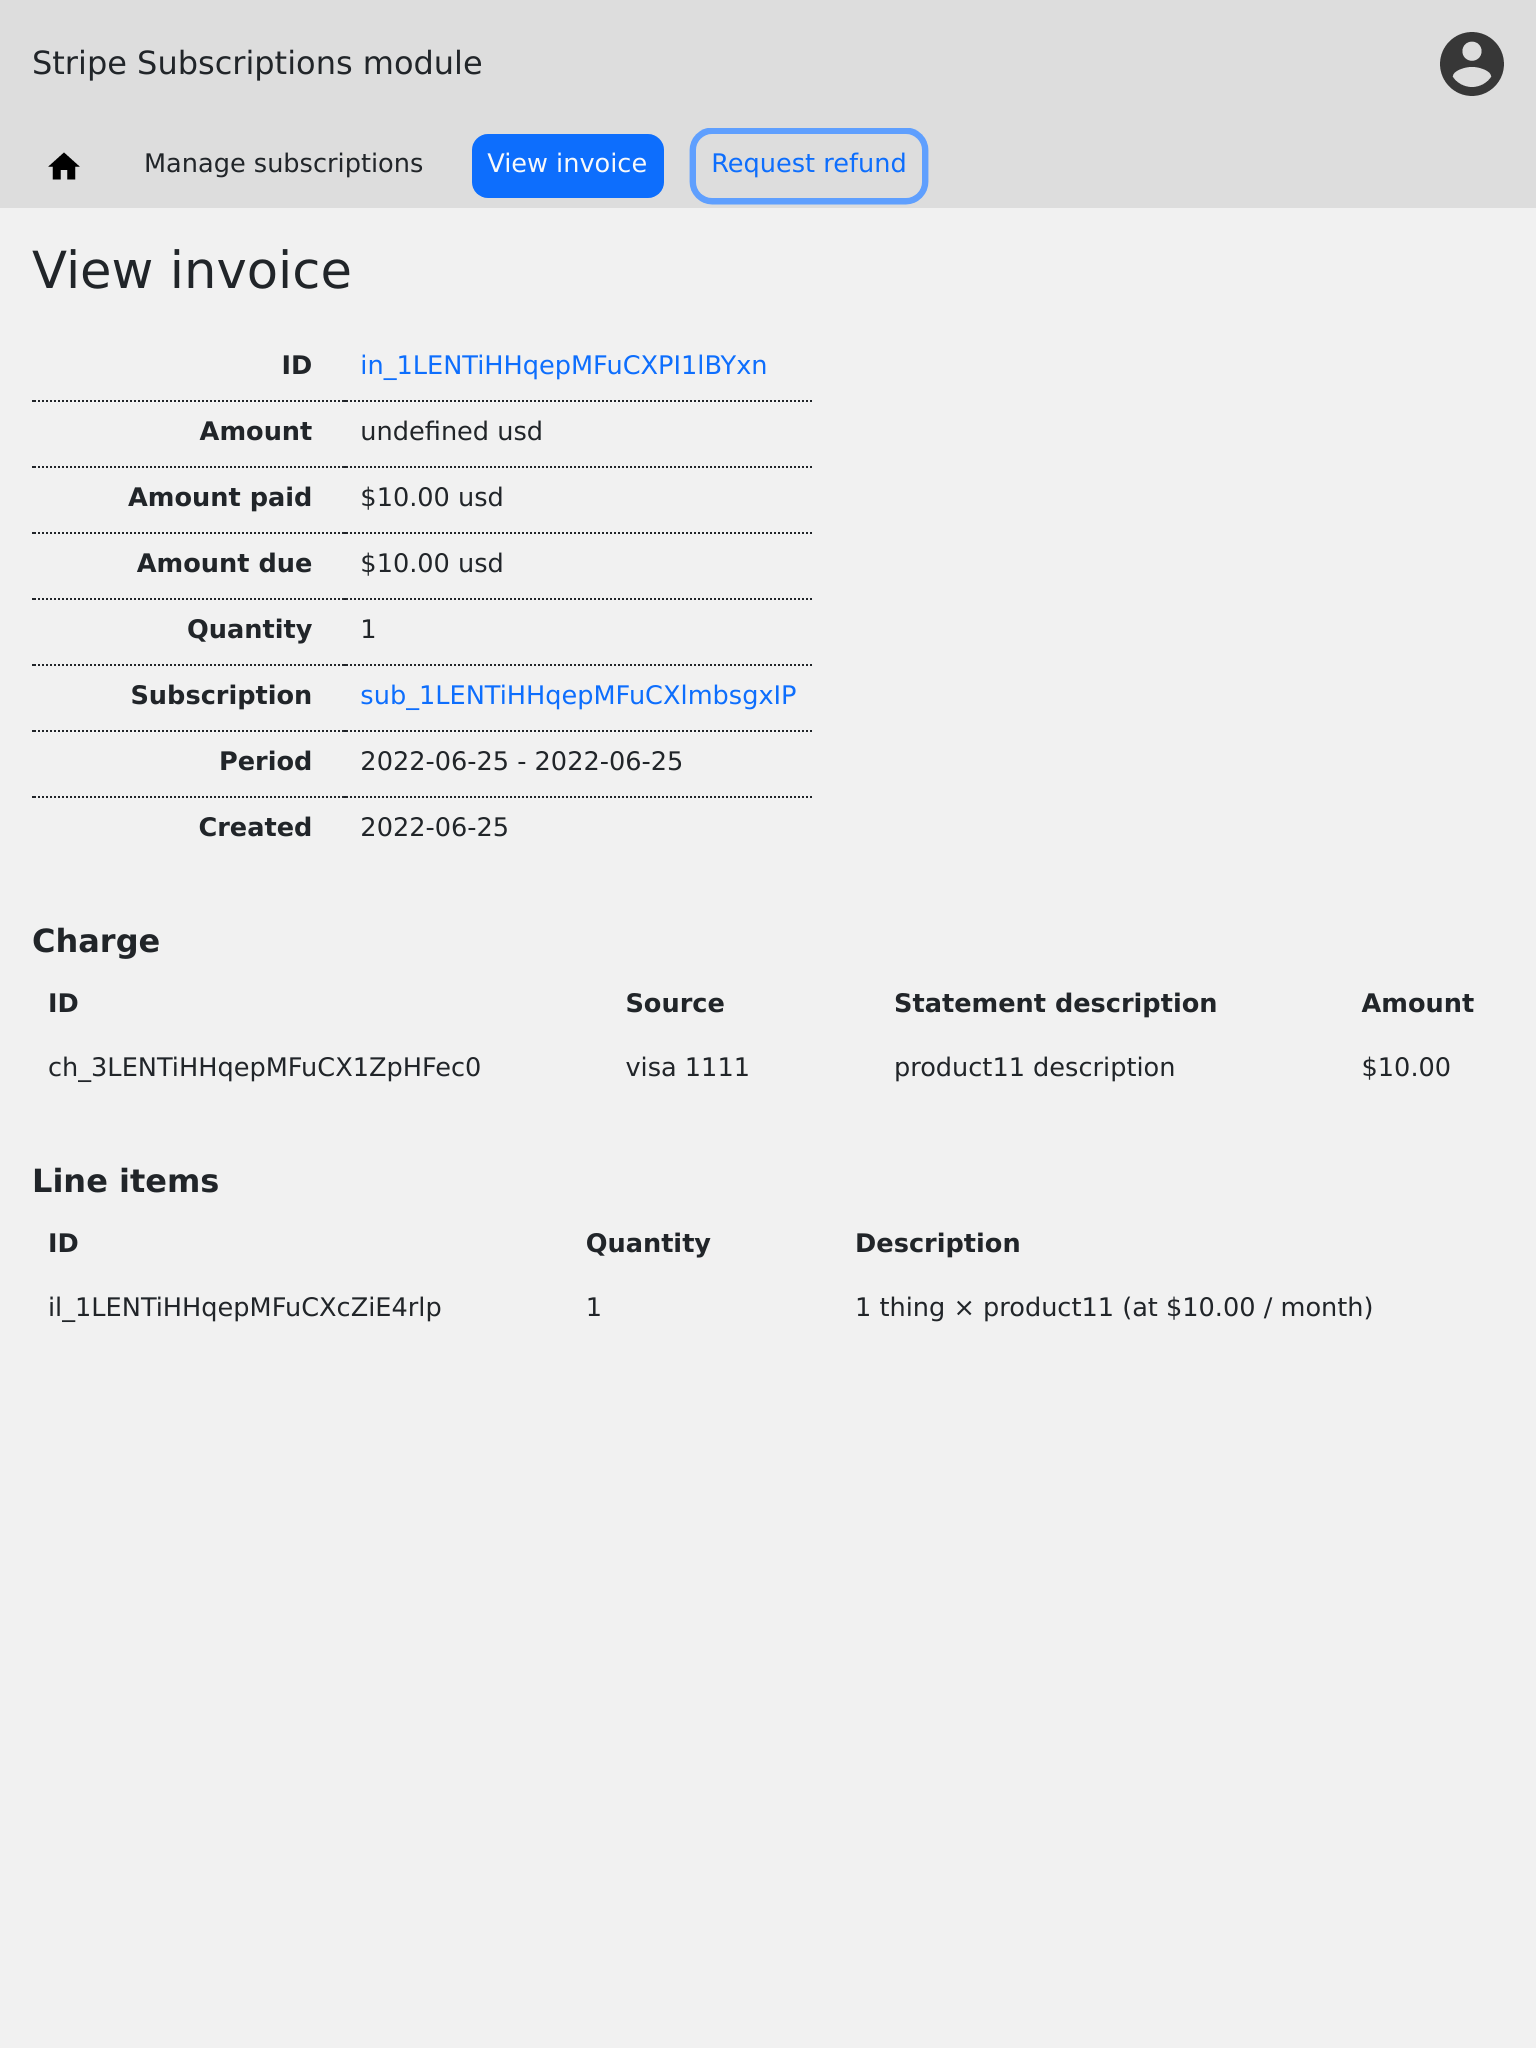 Stripe Subscriptions module
Manage subscriptions View invoice Request refund
View invoice
ID in_1LENTiHHqepMFuCXPI1lBYxn
Amount undefined usd
Amount paid $10.00 usd
Amount due $10.00 usd
Quantity 1
Subscription sub_1LENTiHHqepMFuCXlmbsgxIP
Period 2022-06-25 - 2022-06-25
Created 2022-06-25
Charge
ID Source Statement description Amount
ch_3LENTiHHqepMFuCX1ZpHFec0 visa 1111 product11 description $10.00
Line items
ID Quantity Description
il_1LENTiHHqepMFuCXcZiE4rlp 1 1 thing × product11 (at $10.00 / month)